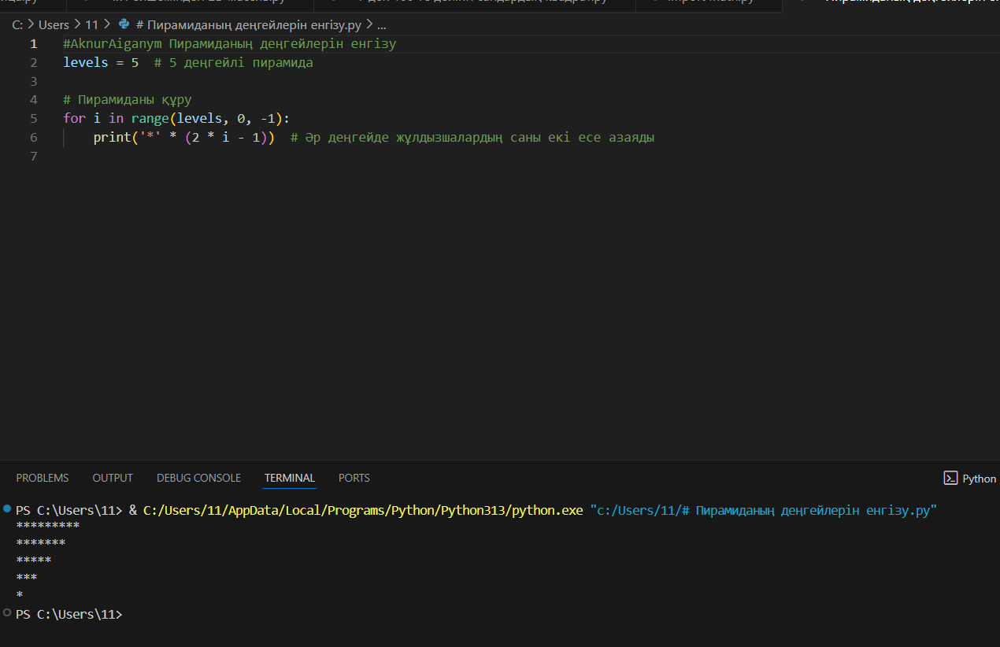 C: > Users > 11 > # Пирамиданың деңгейлерін енгізу.py > ...
1 #AknurAiganym Пирамиданың деңгейлерін енгізу
2 levels = 5  # 5 деңгейлі пирамида
3
4 # Пирамиданы құру
5 for i in range(levels, 0, -1):
6     print('*' * (2 * i - 1))  # Әр деңгейде жұлдызшалардың саны екі есе азаяды
7
PROBLEMS OUTPUT DEBUG CONSOLE TERMINAL PORTS
Python
PS C:\Users\11> & C:/Users/11/AppData/Local/Programs/Python/Python313/python.exe "c:/Users/11/# Пирамиданың деңгейлерін енгізу.py"
*********
*******
*****
***
*
PS C:\Users\11>